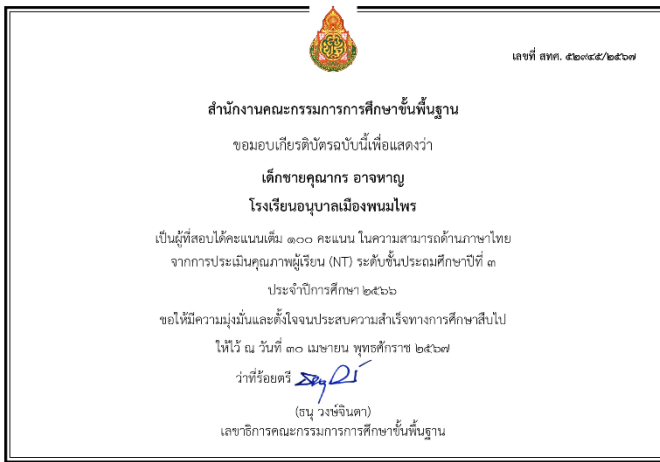 เลขที่ สทศ. ๕๒๙๔๕/๒๕๖๗
สำนักงานคณะกรรมการการศึกษาขั้นพื้นฐาน
ขอมอบเกียรติบัตรฉบับนี้เพื่อแสดงว่า
เด็กชายคุณากร อาจหาญ
โรงเรียนอนุบาลเมืองพนมไพร
เป็นผู้ที่สอบได้คะแนนเต็ม ๑๐๐ คะแนน ในความสามารถด้านภาษาไทย
จากการประเมินคุณภาพผู้เรียน (NT) ระดับชั้นประถมศึกษาปีที่ ๓
ประจำปีการศึกษา ๒๕๖๖
ขอให้มีความมุ่งมั่นและตั้งใจจนประสบความสำเร็จทางการศึกษาสืบไป
ให้ไว้ ณ วันที่ ๓๐ เมษายน พุทธศักราช ๒๕๖๗
ว่าที่ร้อยตรี
(ธนุ วงษ์จินดา)
เลขาธิการคณะกรรมการการศึกษาขั้นพื้นฐาน